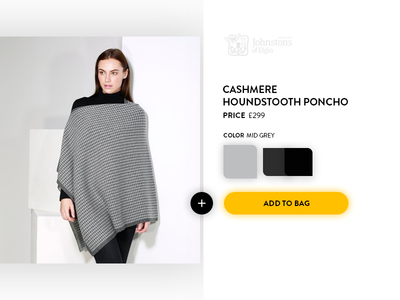 Johnstons
of Elgin
CASHMERE
HOUNDSTOOTH PONCHO
PRICE £299
COLOR MID GREY
+
ADD TO BAG